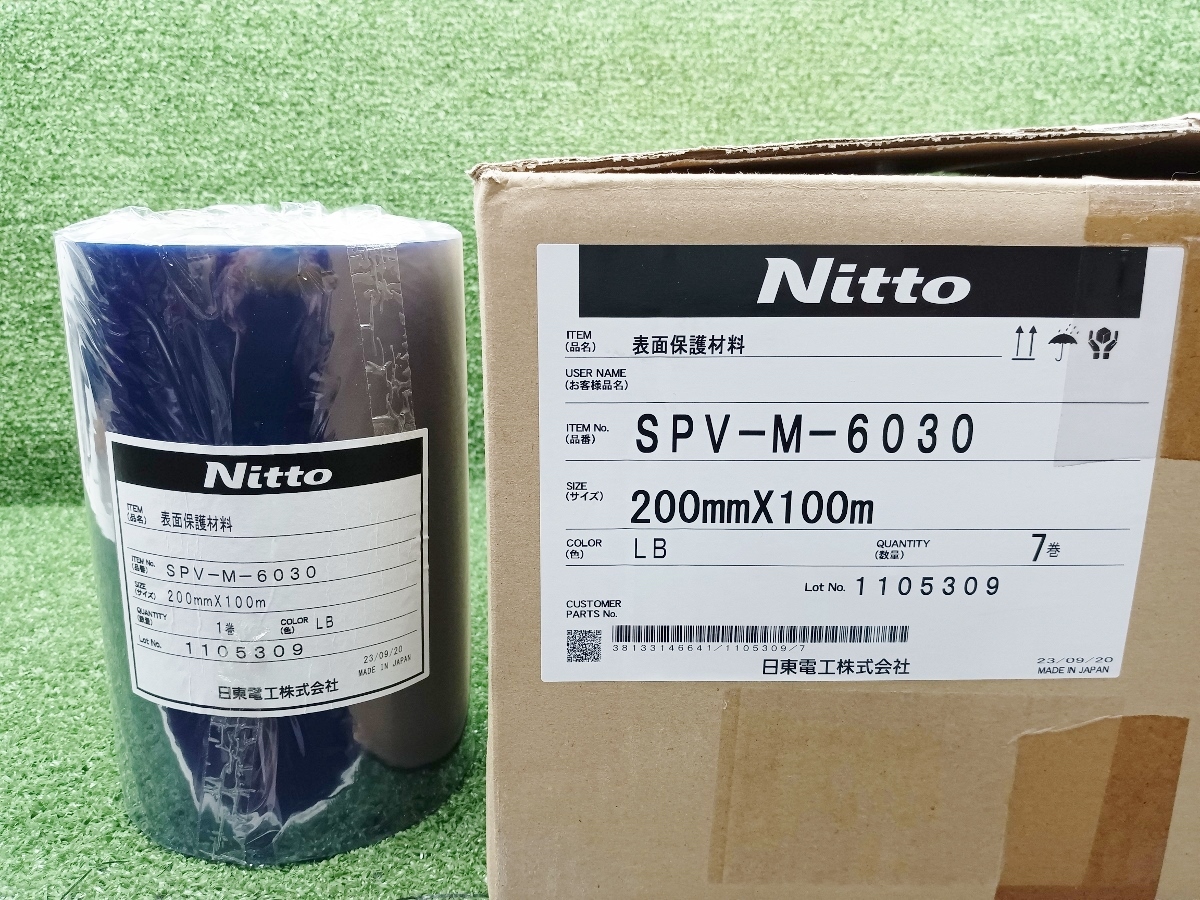 Nitto
ITEM
(品名) 表面保護材料
ITEM No.
(品番) SPV-M-6030
SIZE
(サイズ) 200mmX100m
QUANTITY
(数量) 1巻 COLOR
(色) LB
Lot No. 1105309
23/09/20
MADE IN JAPAN
日東電工株式会社
Nitto
ITEM
(品名) 表面保護材料
USER NAME
(お客様品名)
ITEM No.
(品番) SPV-M-6030
SIZE
(サイズ) 200mmX100m
COLOR
(色) LB QUANTITY
(数量) 7巻
Lot No. 1105309
CUSTOMER
PARTS No.
38133146641/1105309/7
日東電工株式会社
23/09/20
MADE IN JAPAN